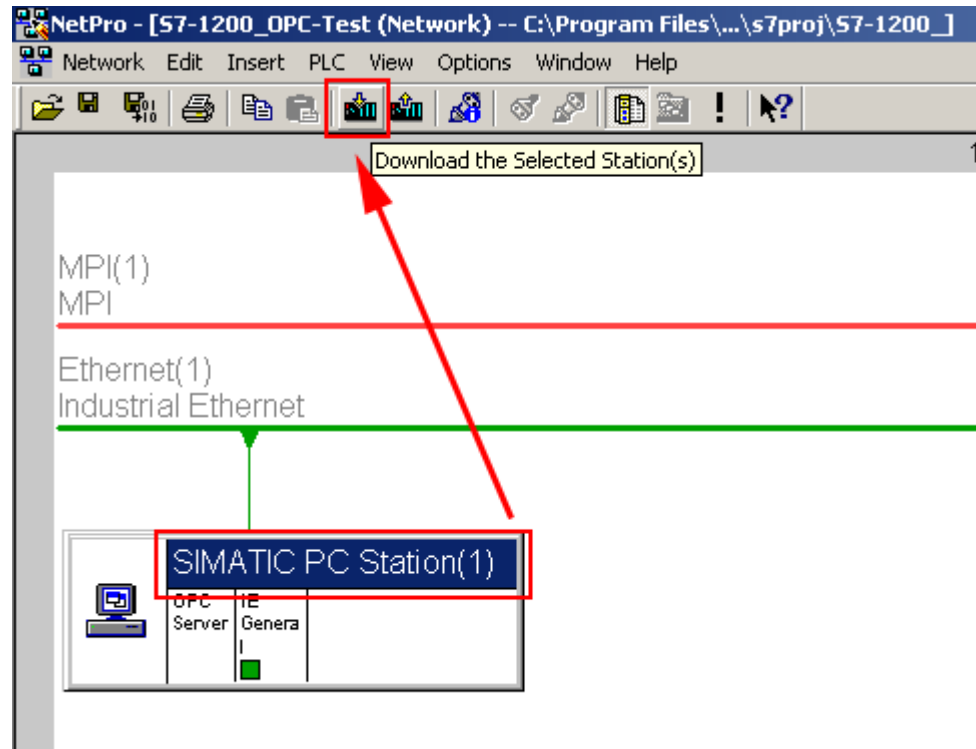 NetPro - [S7-1200_OPC-Test (Network) -- C:\Program Files\...\s7proj\S7-1200_]
Network Edit Insert PLC View Options Window Help
Download the Selected Station(s)
1
MPI(1)
MPI
Ethernet(1)
Industrial Ethernet
SIMATIC PC Station(1)
OPC IE
Server Genera
l